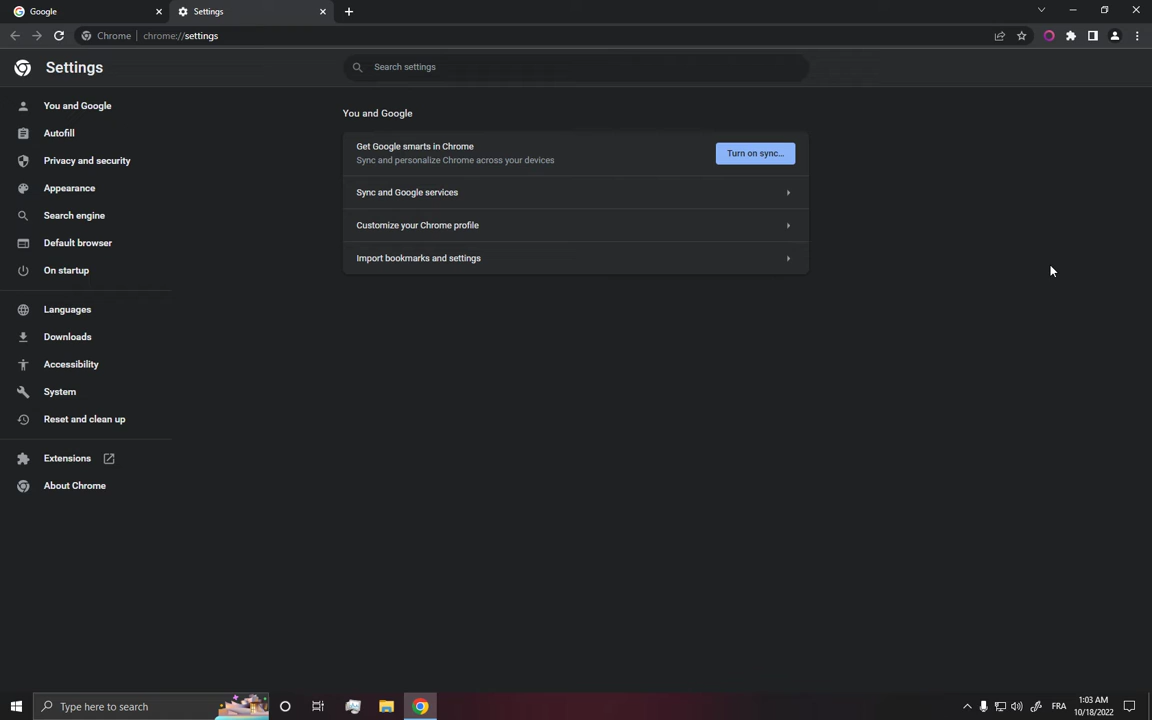 Google
Settings
Chrome
chrome://settings
Settings
Search settings
You and Google
Autofill
Privacy and security
Appearance
Search engine
Default browser
On startup
Languages
Downloads
Accessibility
System
Reset and clean up
Extensions
About Chrome
You and Google
Get Google smarts in Chrome
Sync and personalize Chrome across your devices
Turn on sync...
Sync and Google services
Customize your Chrome profile
Import bookmarks and settings
Type here to search
FRA
1:03 AM
10/18/2022